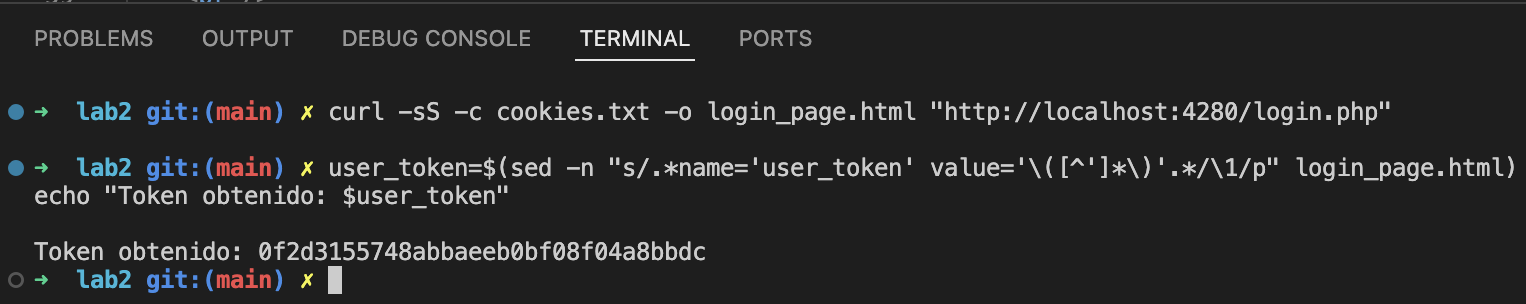 PROBLEMS OUTPUT DEBUG CONSOLE TERMINAL PORTS
➜ lab2 git:(main) ✗ curl -sS -c cookies.txt -o login_page.html "http://localhost:4280/login.php"
➜ lab2 git:(main) ✗ user_token=$(sed -n "s/.*name='user_token' value='\([^']*\)'.*/\1/p" login_page.html)
echo "Token obtenido: $user_token"
Token obtenido: 0f2d3155748abbaeeb0bf08f04a8bbdc
➜ lab2 git:(main) ✗